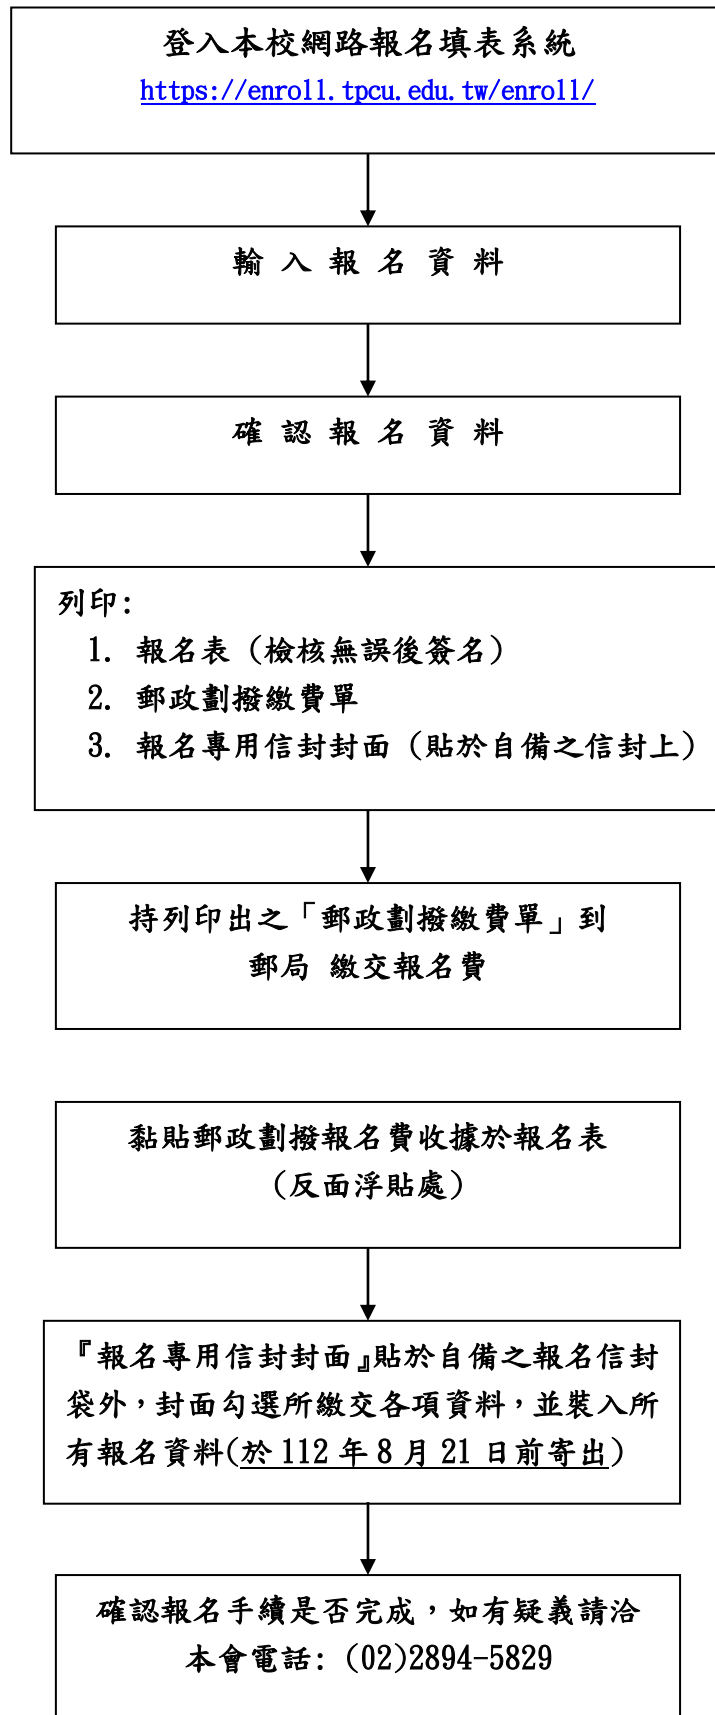 登入本校網路報名填表系統
https://enroll.tpcu.edu.tw/enroll/
輸 入 報 名 資 料
確 認 報 名 資 料
列印:
1. 報名表 (檢核無誤後簽名)
2. 郵政劃撥繳費單
3. 報名專用信封封面 (貼於自備之信封上)
持列印出之「郵政劃撥繳費單」到
郵局 繳交報名費
黏貼郵政劃撥報名費收據於報名表
(反面浮貼處)
『報名專用信封封面』貼於自備之報名信封
袋外，封面勾選所繳交各項資料，並裝入所
有報名資料(於 112 年 8 月 21 日前寄出)
確認報名手續是否完成，如有疑義請洽
本會電話: (02)2894-5829